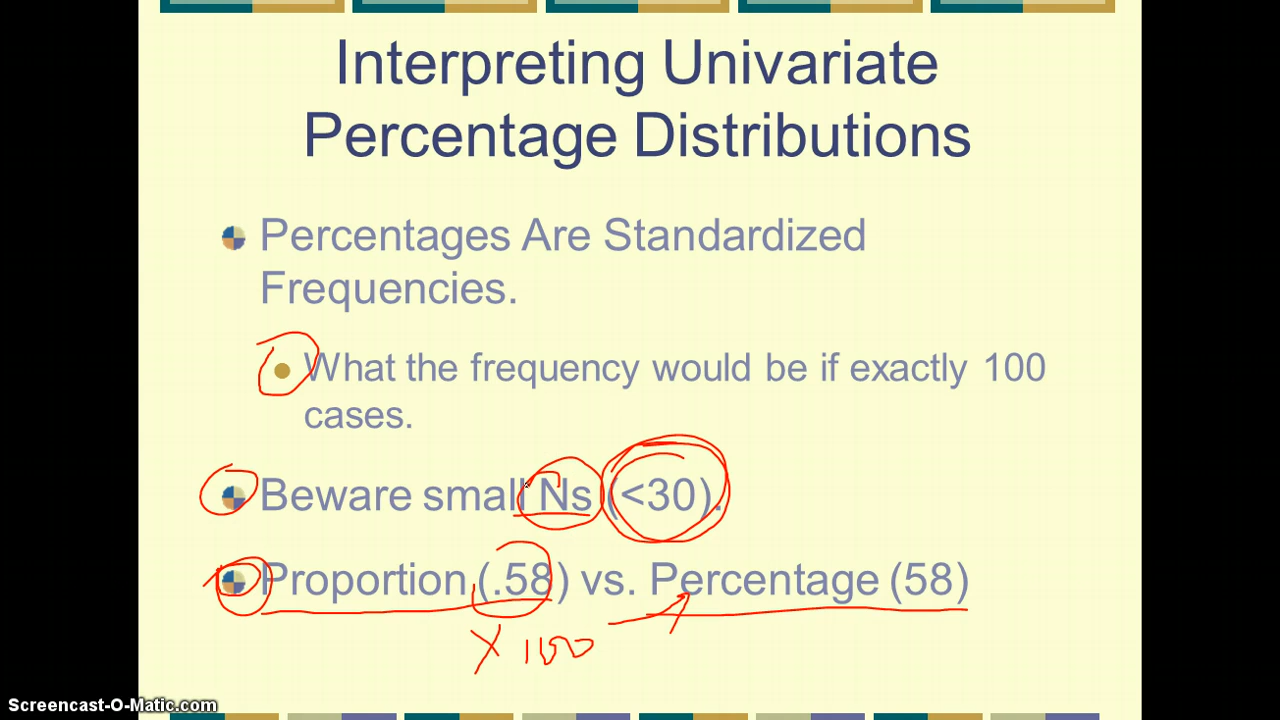 Interpreting Univariate
Percentage Distributions
Percentages Are Standardized
Frequencies.
What the frequency would be if exactly 100
cases.
Beware small Ns (<30).
Proportion (.58) vs. Percentage (58)
X 100
Screencast-O-Matic.com